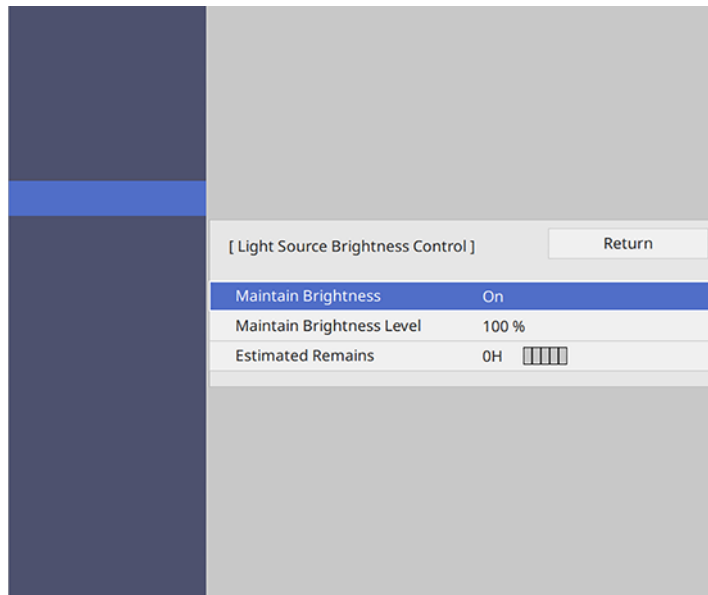 [ Light Source Brightness Control ] Return
Maintain Brightness On
Maintain Brightness Level 100 %
Estimated Remains 0H